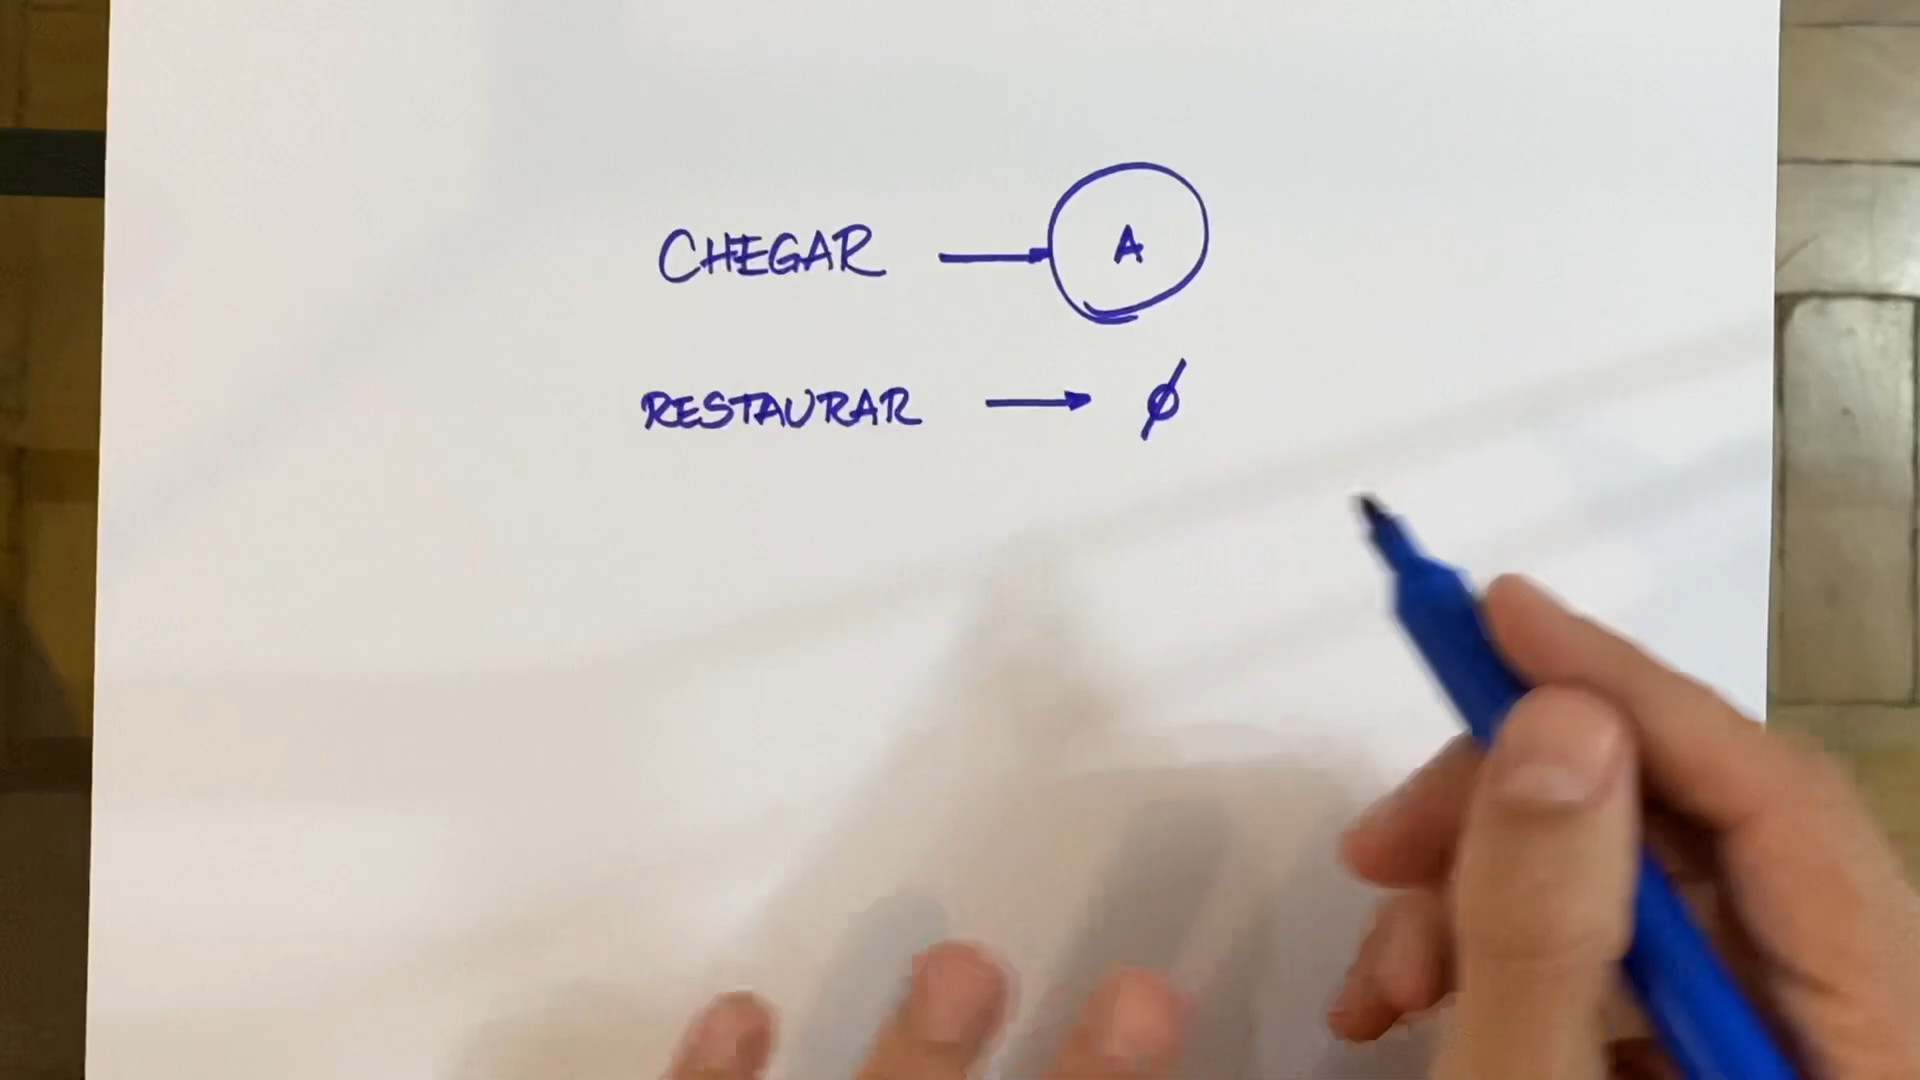 CHEGAR → A
RESTAURAR → ∅